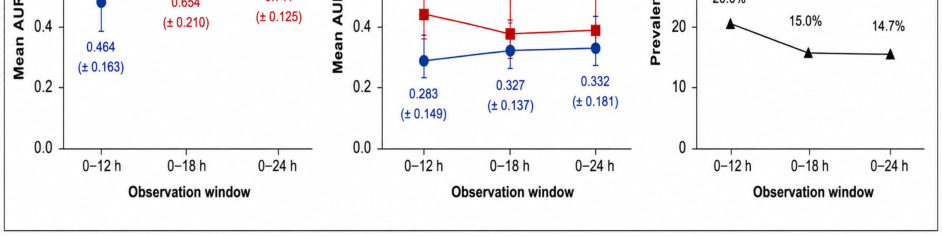 Mean AUR
0.4
0.2
0.0
0.464
(± 0.163)
0.654
(± 0.210)
(± 0.125)
0–12 h
0–18 h
0–24 h
Observation window
Mean AU
0.4
0.2
0.0
0.283
(± 0.149)
0.327
(± 0.137)
0.332
(± 0.181)
0–12 h
0–18 h
0–24 h
Observation window
Prevalen
20
10
0
15.0%
14.7%
0–12 h
0–18 h
0–24 h
Observation window